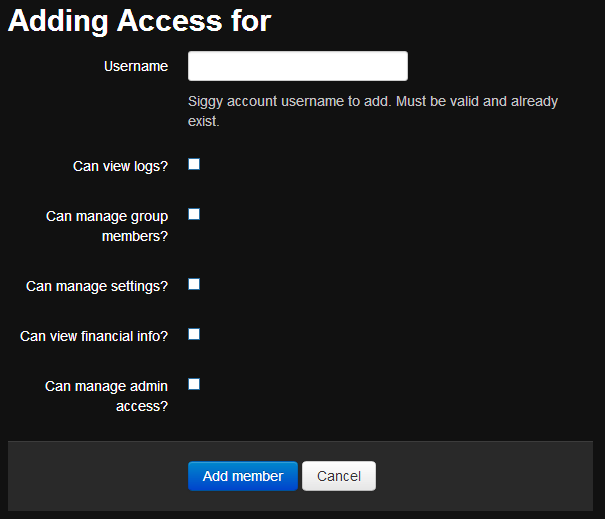 Adding Access for
Username
Siggy account username to add. Must be valid and already
exist.
Can view logs?
Can manage group
members?
Can manage settings?
Can view financial info?
Can manage admin
access?
Add member Cancel